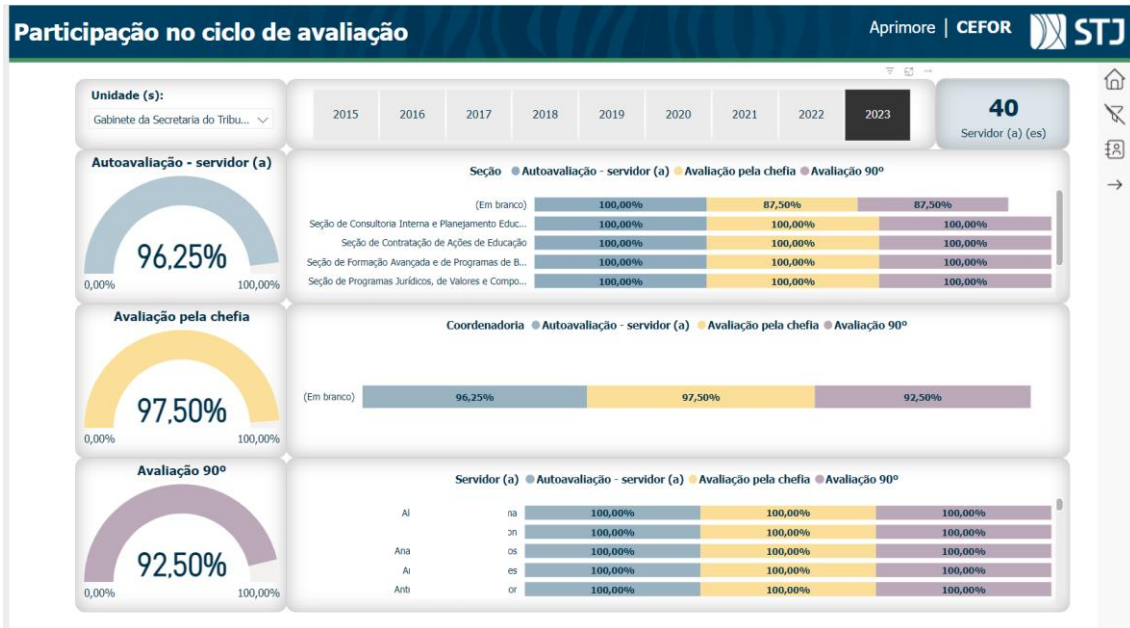 Participação no ciclo de avaliação
Aprimore | CEFOR STJ
Unidade (s):
Gabinete da Secretaria do Tribu...
2015 2016 2017 2018 2019 2020 2021 2022 2023
40
Servidor (a) (es)
Autoavaliação - servidor (a)
96,25%
0,00% 100,00%
Seção Autoavaliação - servidor (a) Avaliação pela chefia Avaliação 90º
(Em branco) 100,00% 87,50% 87,50%
Seção de Consultoria Interna e Planejamento Educ... 100,00% 100,00% 100,00%
Seção de Contratação de Ações de Educação 100,00% 100,00% 100,00%
Seção de Formação Avançada e de Programas de B... 100,00% 100,00% 100,00%
Seção de Programas Jurídicos, de Valores e Compo... 100,00% 100,00% 100,00%
Avaliação pela chefia
97,50%
0,00% 100,00%
Coordenadoria Autoavaliação - servidor (a) Avaliação pela chefia Avaliação 90º
(Em branco) 96,25% 97,50% 92,50%
Avaliação 90º
92,50%
0,00% 100,00%
Servidor (a) Autoavaliação - servidor (a) Avaliação pela chefia Avaliação 90º
Al na 100,00% 100,00% 100,00%
on 100,00% 100,00% 100,00%
Ana os 100,00% 100,00% 100,00%
es 100,00% 100,00% 100,00%
or 100,00% 100,00% 100,00%